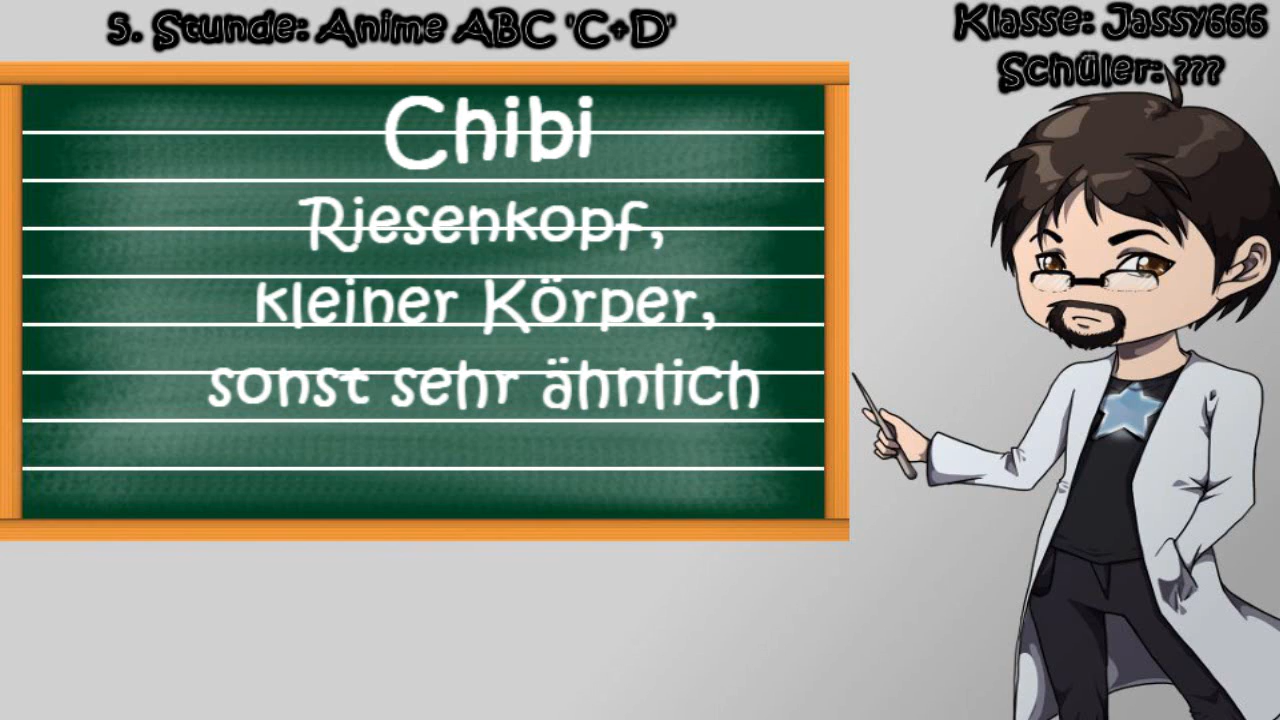 5. Stunde: Anime ABC 'C+D'
Klasse: Jassy666
Schüler: ???
Chibi
Riesenkopf,
kleiner Körper,
sonst sehr ähnlich